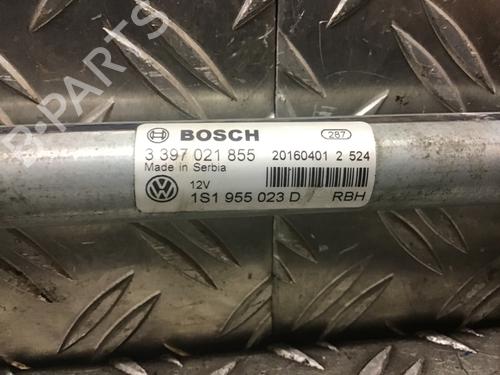 B-PARTS
BOSCH 287
3 397 021 855 20160401 2 524
Made in Serbia
12V
1S1 955 023 D RBH